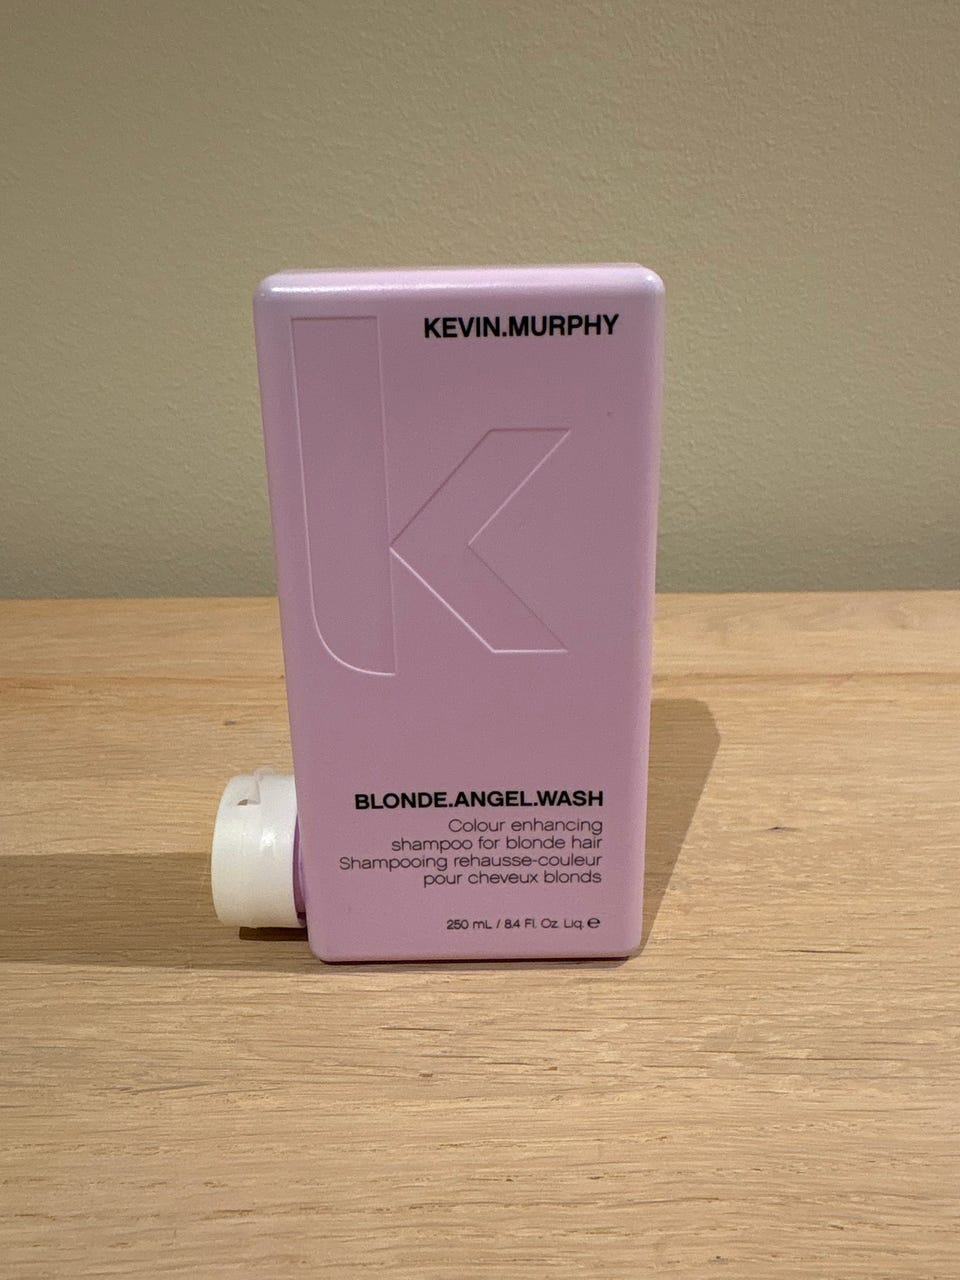 KEVIN.MURPHY
BLONDE.ANGEL.WASH
Colour enhancing
shampoo for blonde hair
Shampooing rehausse-couleur
pour cheveux blonds
250 mL / 8.4 Fl. Oz. Liq. ℮